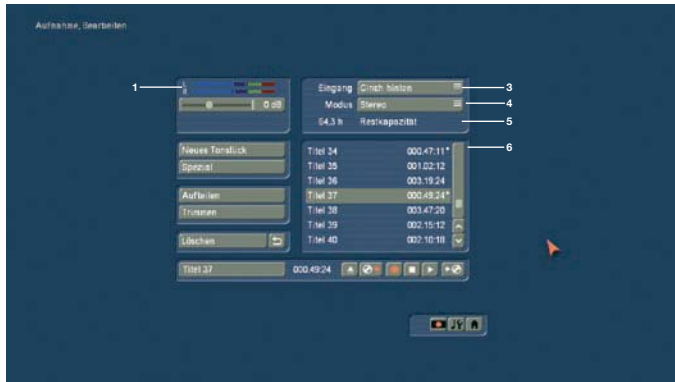 Aufnahme, Bearbeiten
1
L
R
0 dB
Eingang Cinch hinten
3
Modus Stereo
4
64,3 h Restkapazität
5
6
Neues Tonstück
Spezial
Aufteilen
Trimmen
Löschen
Titel 34 000.47:11*
Titel 35 001.02:12
Titel 36 003.19:24
Titel 37 000.49:24*
Titel 38 003.47:20
Titel 39 002.15:12
Titel 40 002.10:18
Titel 37 000.49:24